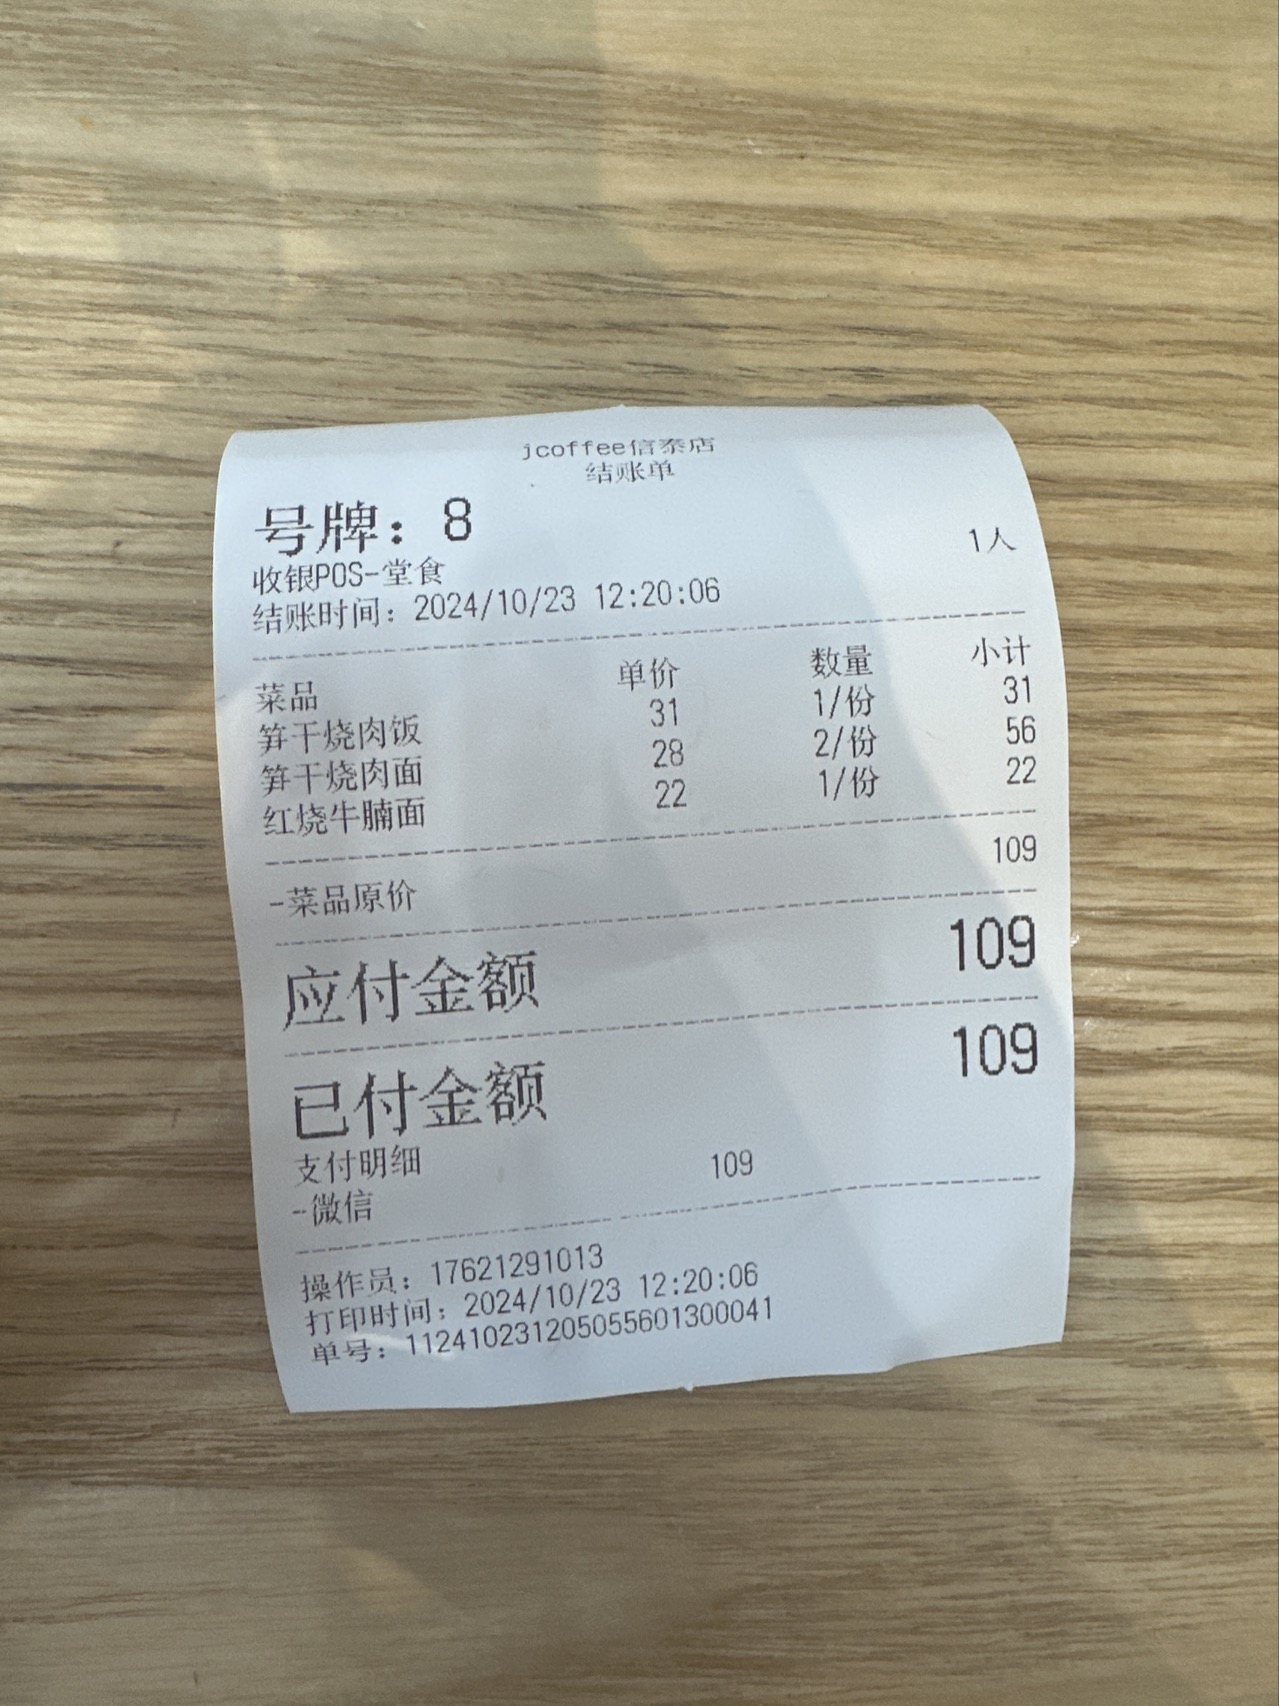 jcoffee信泰店
结账单
号牌：8
1人
收银POS-堂食
结账时间：2024/10/23 12:20:06
菜品 单价 数量 小计
笋干烧肉饭 31 1/份 31
笋干烧肉面 28 2/份 56
红烧牛腩面 22 1/份 22
-菜品原价 109
应付金额 109
已付金额 109
支付明细
-微信 109
操作员：17621291013
打印时间：2024/10/23 12:20:06
单号：112410231205055601300041